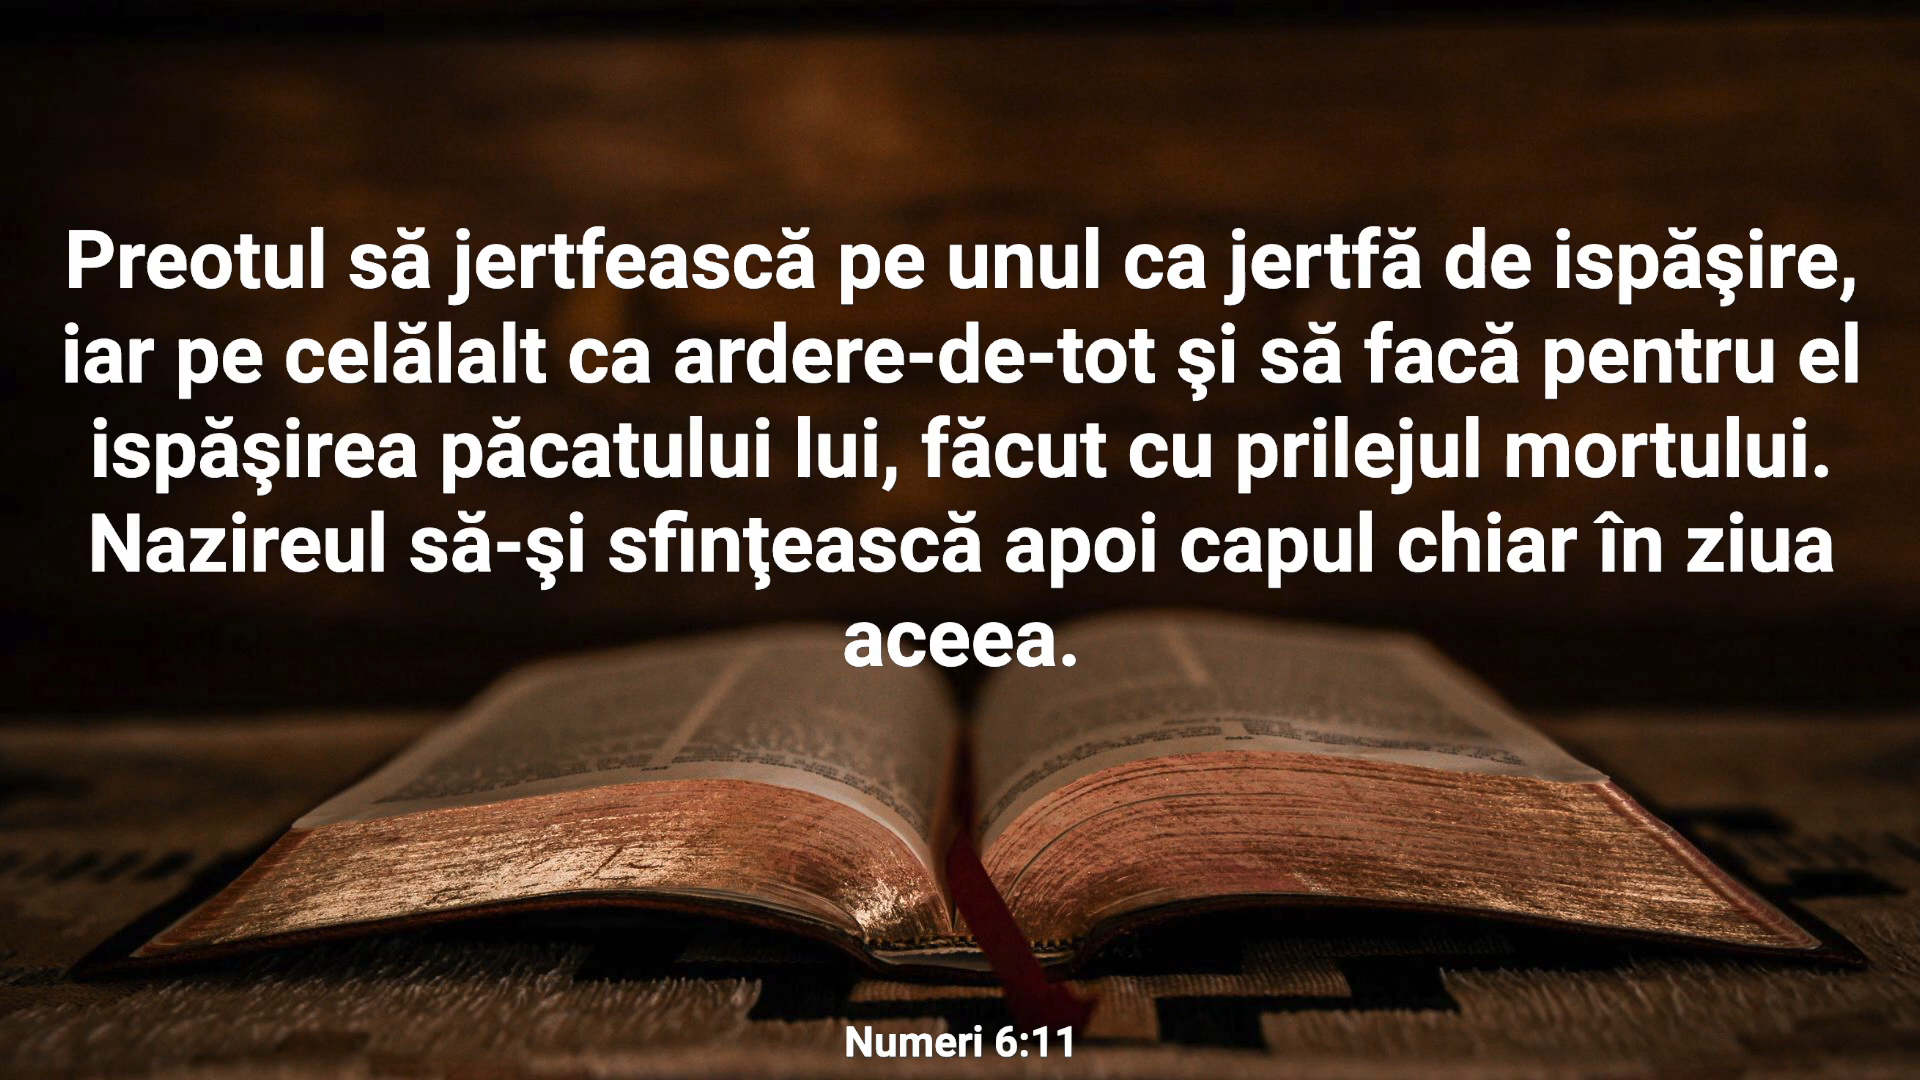 Preotul să jertfească pe unul ca jertfă de ispăşire,
iar pe celălalt ca ardere-de-tot şi să facă pentru el
ispăşirea păcatului lui, făcut cu prilejul mortului.
Nazireul să-şi sfinţească apoi capul chiar în ziua
aceea.
Numeri 6:11